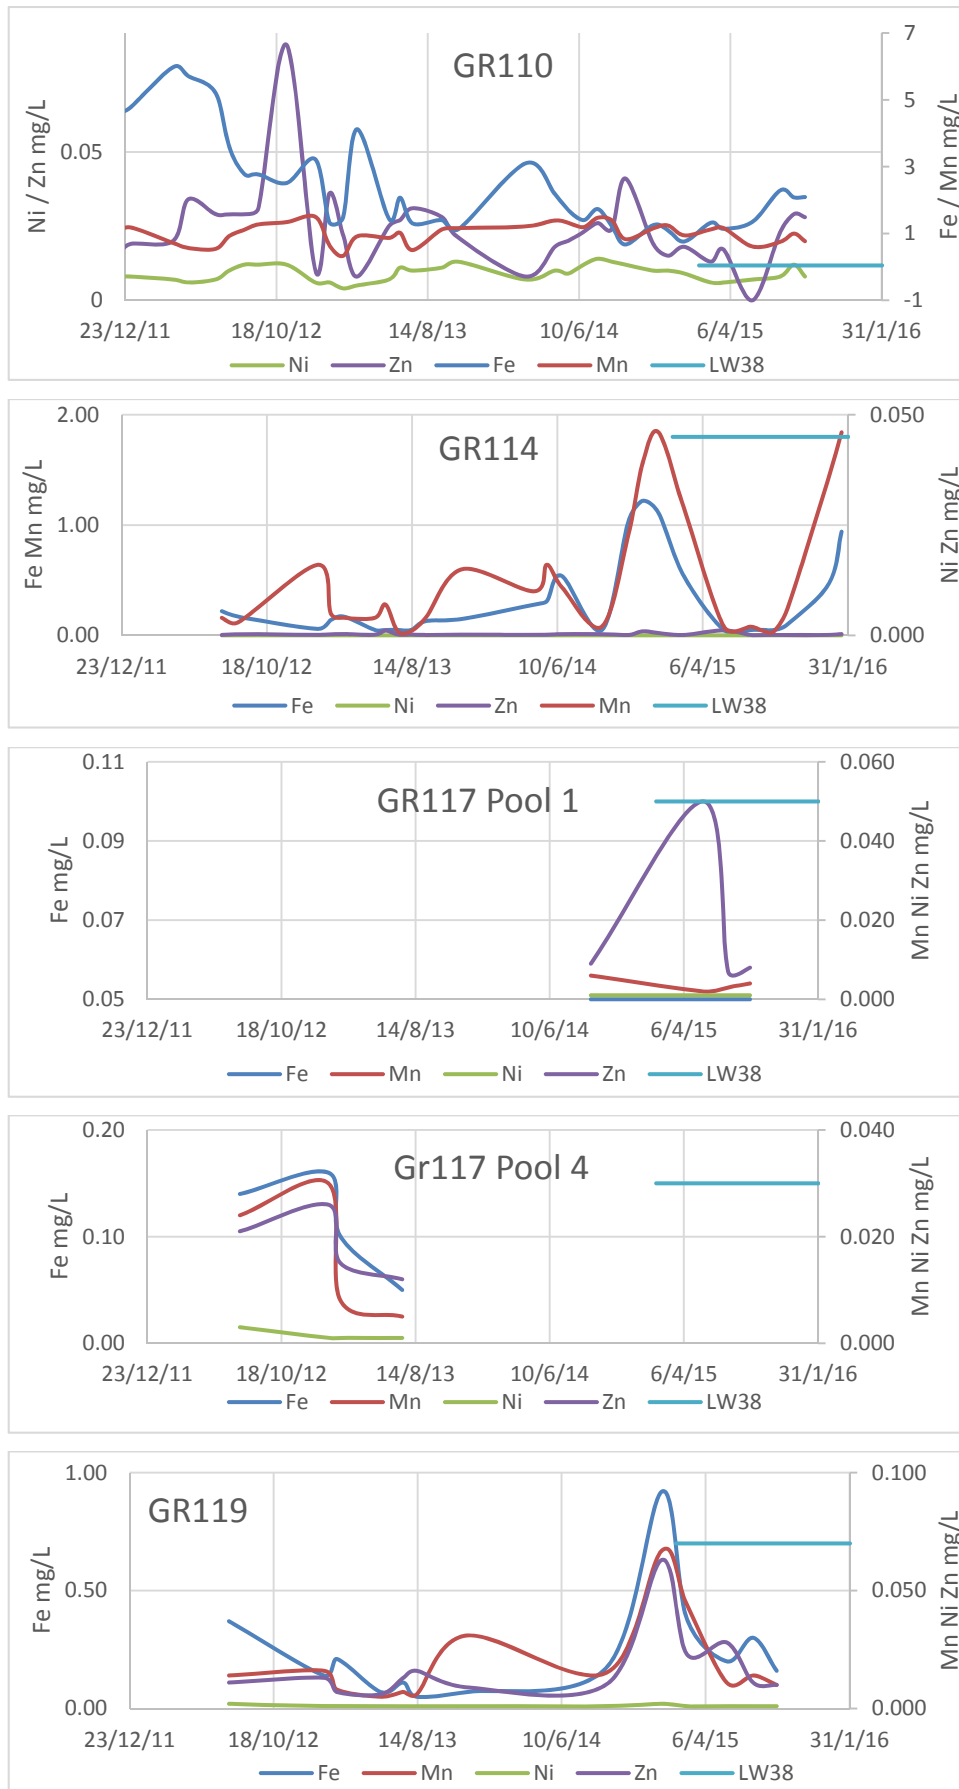 GR110
Ni / Zn mg/L
Fe / Mn mg/L
0.05
0
7
5
3
1
-1
23/12/11 18/10/12 14/8/13 10/6/14 6/4/15 31/1/16
Ni Zn Fe Mn LW38
GR114
Fe Mn mg/L
Ni Zn mg/L
2.00
1.00
0.00
0.050
0.000
23/12/11 18/10/12 14/8/13 10/6/14 6/4/15 31/1/16
Fe Ni Zn Mn LW38
GR117 Pool 1
Fe mg/L
Mn Ni Zn mg/L
0.11
0.09
0.07
0.05
0.060
0.040
0.020
0.000
23/12/11 18/10/12 14/8/13 10/6/14 6/4/15 31/1/16
Fe Mn Ni Zn LW38
Gr117 Pool 4
Fe mg/L
Mn Ni Zn mg/L
0.20
0.10
0.00
0.040
0.020
0.000
23/12/11 18/10/12 14/8/13 10/6/14 6/4/15 31/1/16
Fe Mn Ni Zn LW38
GR119
Fe mg/L
Mn Ni Zn mg/L
1.00
0.50
0.00
0.100
0.050
0.000
23/12/11 18/10/12 14/8/13 10/6/14 6/4/15 31/1/16
Fe Mn Ni Zn LW38